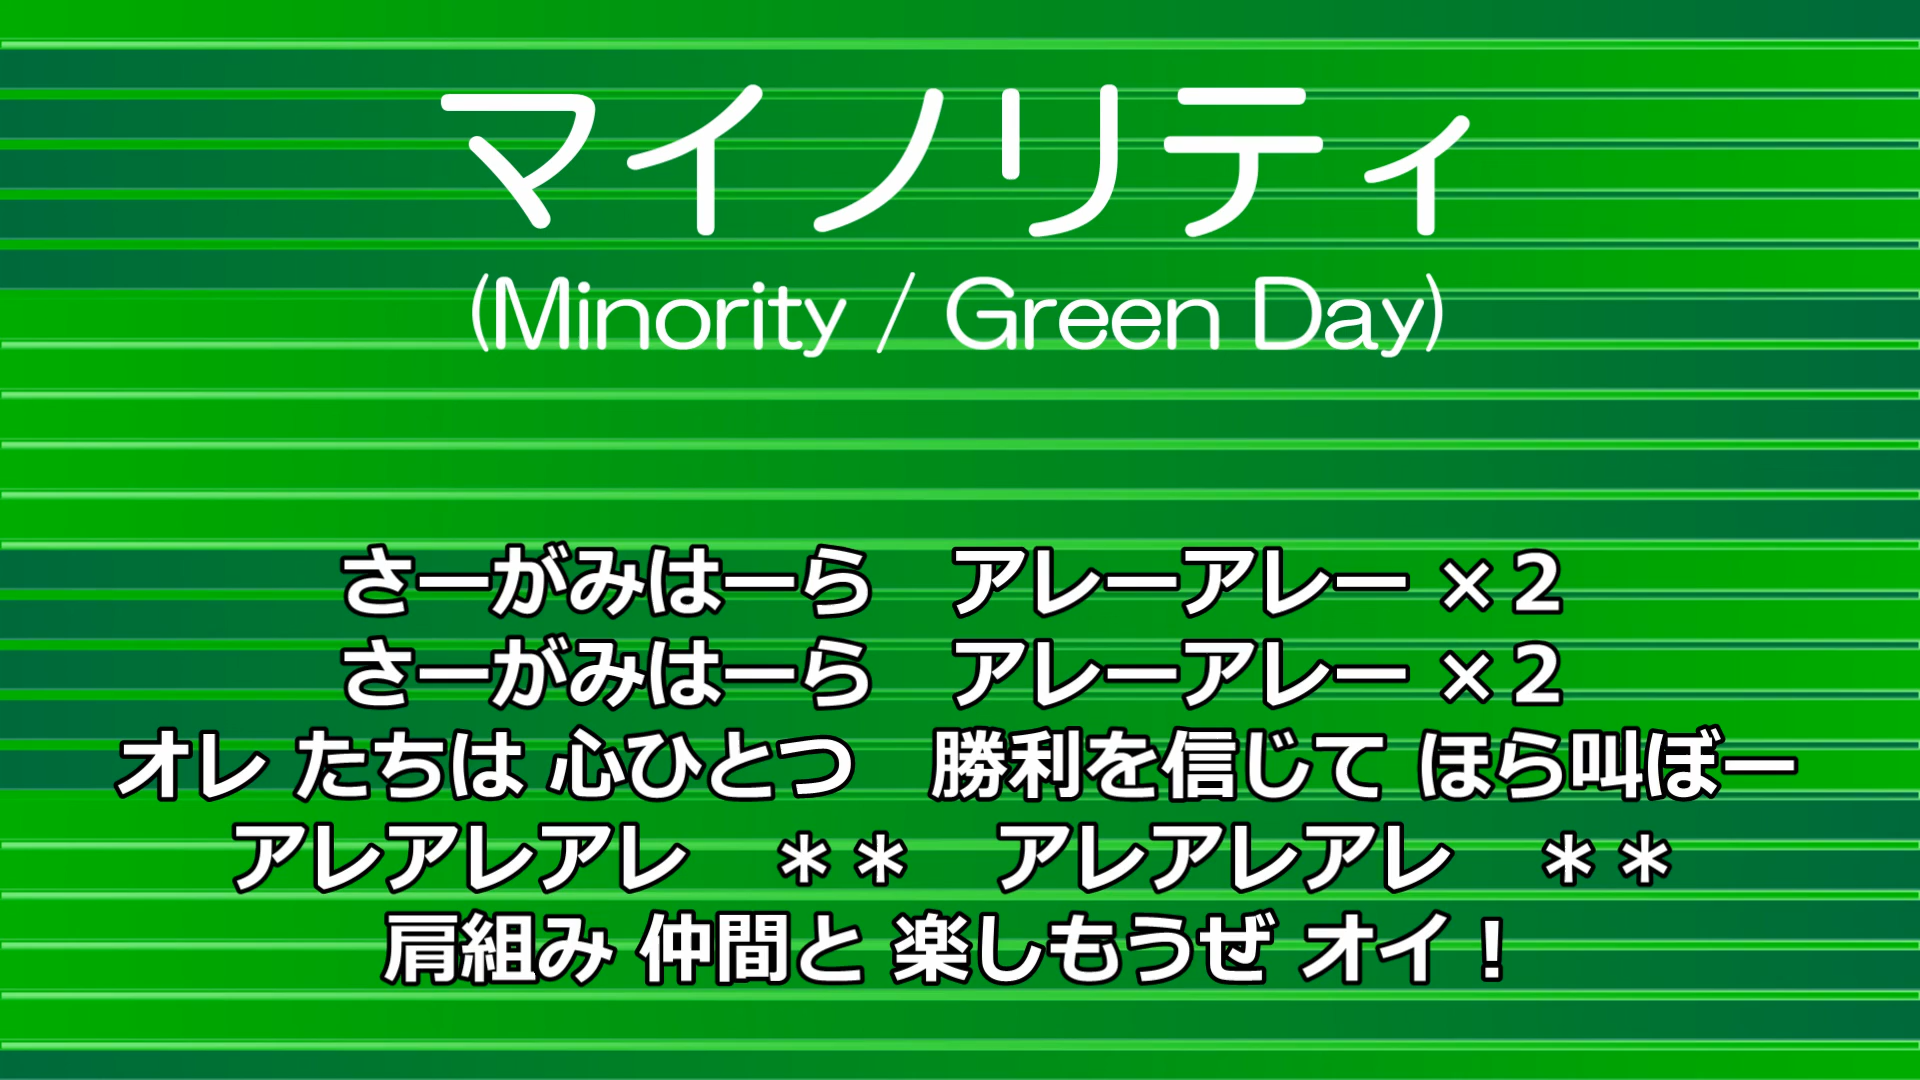 マイノリティ
(Minority / Green Day)
さーがみはーら　アレーアレー ×２
さーがみはーら　アレーアレー ×２
オレ たちは 心ひとつ　勝利を信じて ほら叫ぼー
アレアレアレ　＊＊　アレアレアレ　＊＊
肩組み 仲間と 楽しもうぜ オイ！